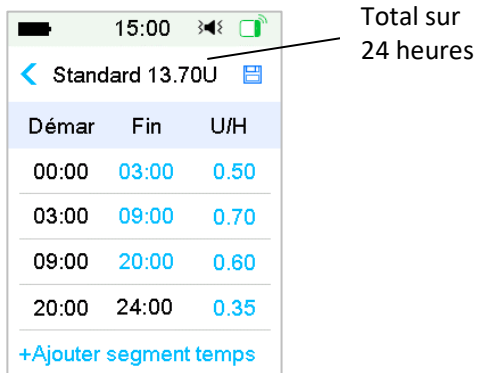 15:00
Total sur
24 heures
Standard 13.70U
Démar Fin U/H
00:00 03:00 0.50
03:00 09:00 0.70
09:00 20:00 0.60
20:00 24:00 0.35
+Ajouter segment temps